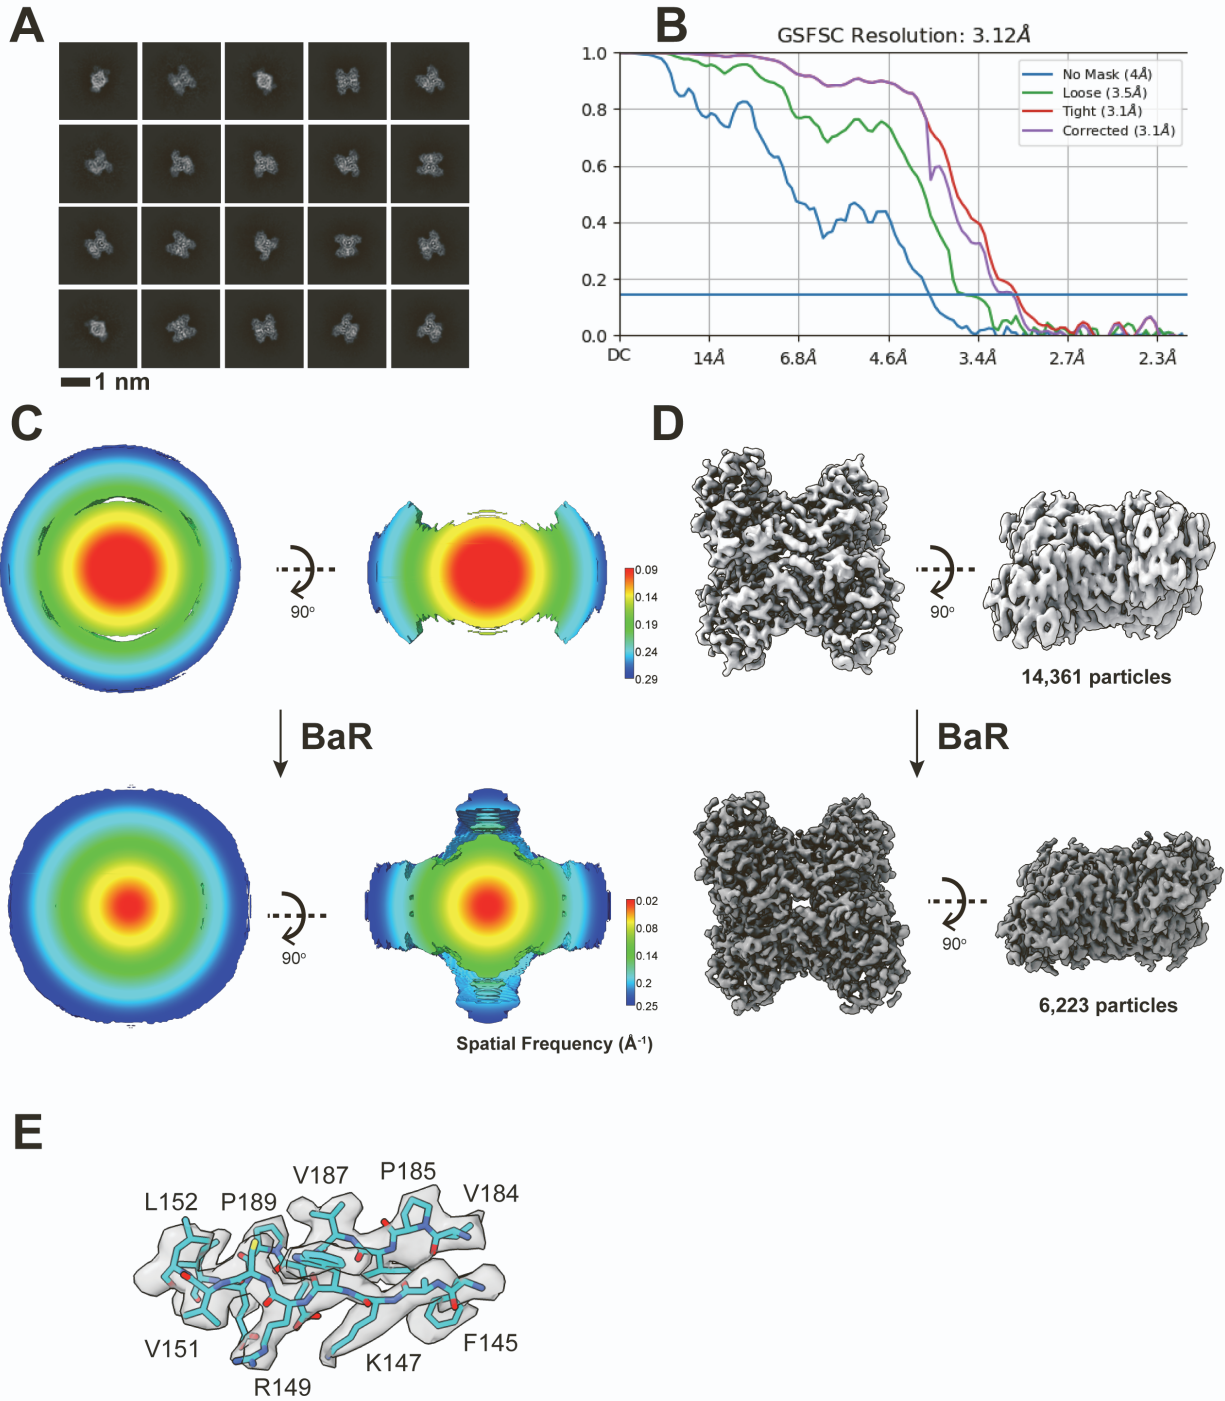 A
1 nm
B
GSFSC Resolution: 3.12Å
1.0
0.8
0.6
0.4
0.2
0.0
No Mask (4Å)
Loose (3.5Å)
Tight (3.1Å)
Corrected (3.1Å)
DC 14Å 6.8Å 4.6Å 3.4Å 2.7Å 2.3Å
C
90°
0.09
0.14
0.19
0.24
0.29
BaR
90°
0.02
0.08
0.14
0.2
0.25
Spatial Frequency (Å⁻¹)
D
90°
14,361 particles
BaR
90°
6,223 particles
E
V187 P185
L152 P189 V184
V151 F145
K147
R149